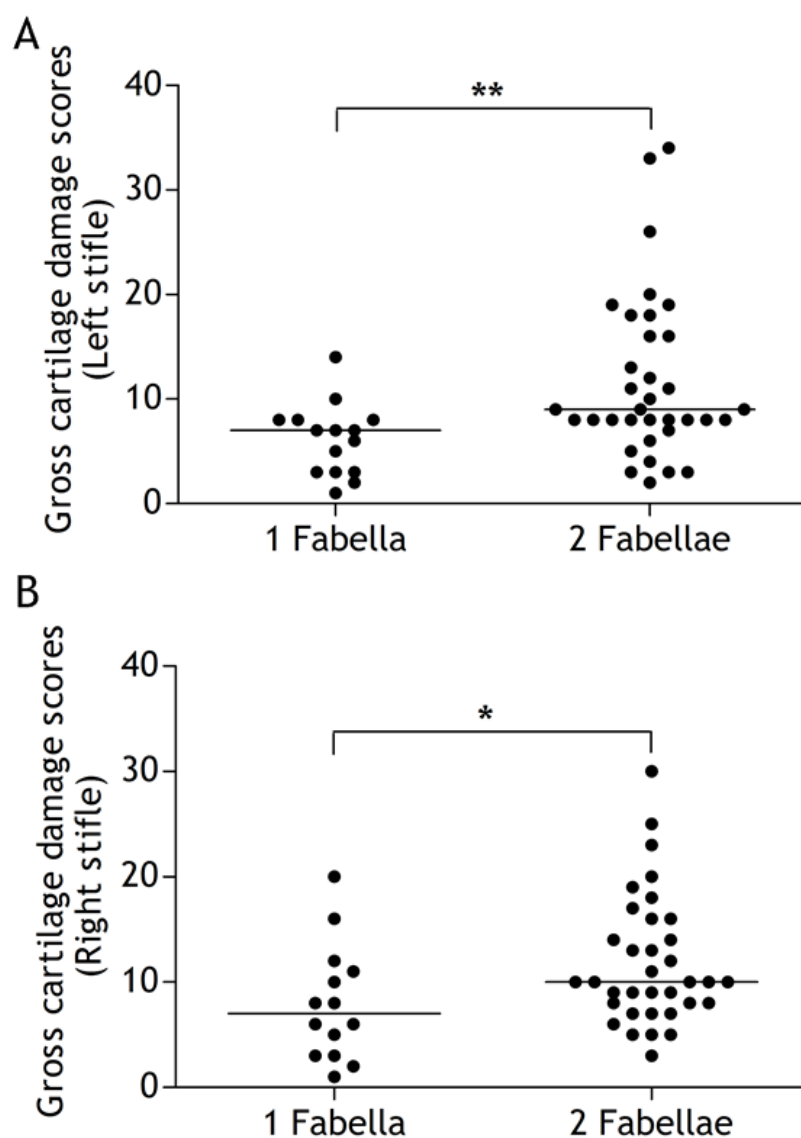 A
Gross cartilage damage scores
(Left stifle)
40
**
30
20
10
0
1 Fabella
2 Fabellae
B
Gross cartilage damage scores
(Right stifle)
40
*
30
20
10
0
1 Fabella
2 Fabellae